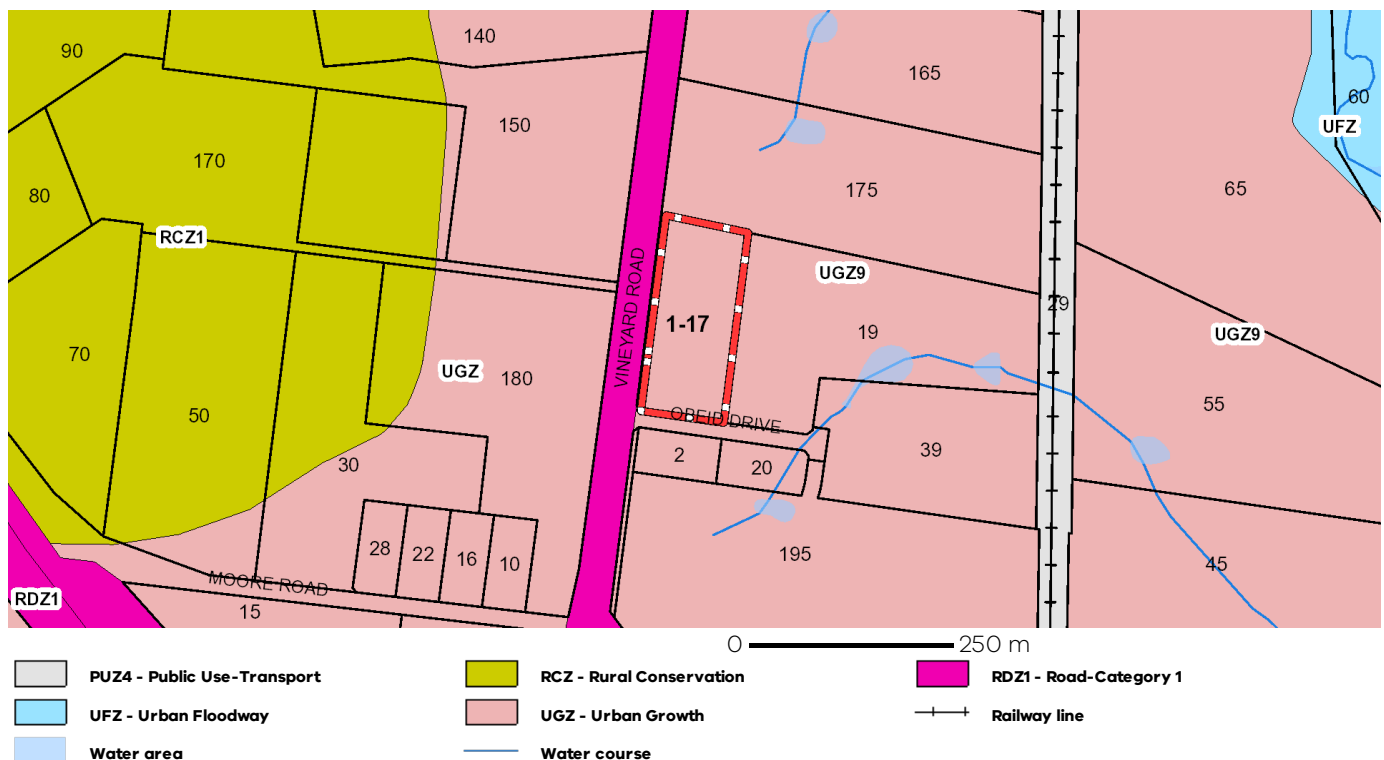 90
140
165
60
UFZ
150
170
175
65
80
RCZ1
VINEYARD ROAD
UGZ9
29
1-17
19
UGZ9
70
UGZ
180
50
55
OBEID DRIVE
30
2
20
39
28
22
16
10
195
45
MOORE ROAD
RDZ1
15
0 250 m
PUZ4 - Public Use-Transport
RCZ - Rural Conservation
RDZ1 - Road-Category 1
UFZ - Urban Floodway
UGZ - Urban Growth
Railway line
Water area
Water course